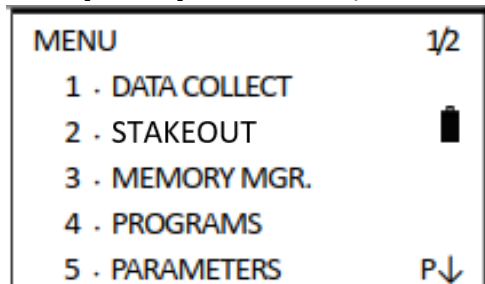 MENU 1/2
1 . DATA COLLECT
2 . STAKEOUT
3 . MEMORY MGR.
4 . PROGRAMS
5 . PARAMETERS P↓